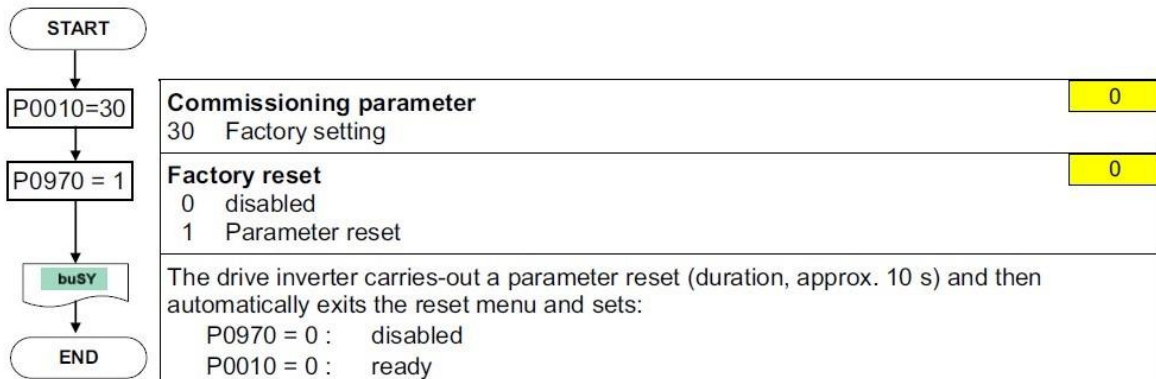 START
P0010=30
Commissioning parameter
0
30 Factory setting
P0970 = 1
Factory reset
0
0 disabled
1 Parameter reset
buSY
The drive inverter carries-out a parameter reset (duration, approx. 10 s) and then
automatically exits the reset menu and sets:
P0970 = 0 : disabled
END
P0010 = 0 : ready